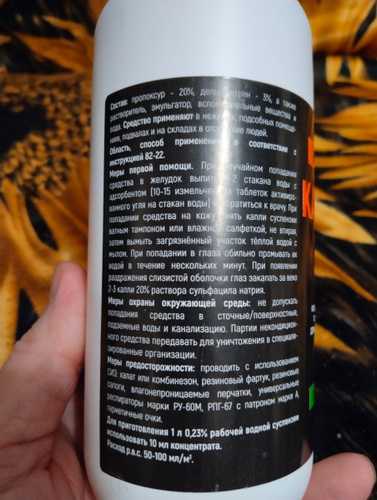 Состав: пропоксур - 20%, дельтаметрин - 3%, а также
растворитель, эмульгатор, вспомогательные вещества и
вода. Средство применяют в нежилых, подсобных помеще-
ниях, подвалах и на складах в отсутствие людей.
Область, способ применения в соответствии с
инструкцией 82-22.
Меры первой помощи. При случайном попадании
средства в желудок выпить 1-2 стакана воды с
адсорбентом (10-15 измельченных таблеток активиро-
ванного угля на стакан воды) обратиться к врачу При
попадании средства на кожу снять капли суспензии
ватным тампоном или влажной салфеткой, не втирая,
затем вымыть загрязнённый участок тёплой водой с
мылом. При попадании в глаза обильно промывать их
водой в течение нескольких минут. При появлении
раздражения слизистой оболочки глаз закапать за веко
2-3 капли 20% раствора сульфацила натрия.
Меры охраны окружающей среды: не допускать
попадания средства в сточные/поверхностные,
подземные воды и канализацию. Партии некондицион-
ного средства передавать для уничтожения в специали-
зированные организации.
Меры предосторожности: проводить с использованием
СИЗ: халат или комбинезон, резиновый фартук, резиновые
сапоги, влагонепроницаемые перчатки, универсальные
респираторы марки РУ-60М, РПГ-67 с патроном марки А,
герметичные очки.
Для приготовления 1 л 0,23% рабочей водной суспензии
использовать 10 мл концентрата.
Расход р.в.с. 50-100 мл/м².